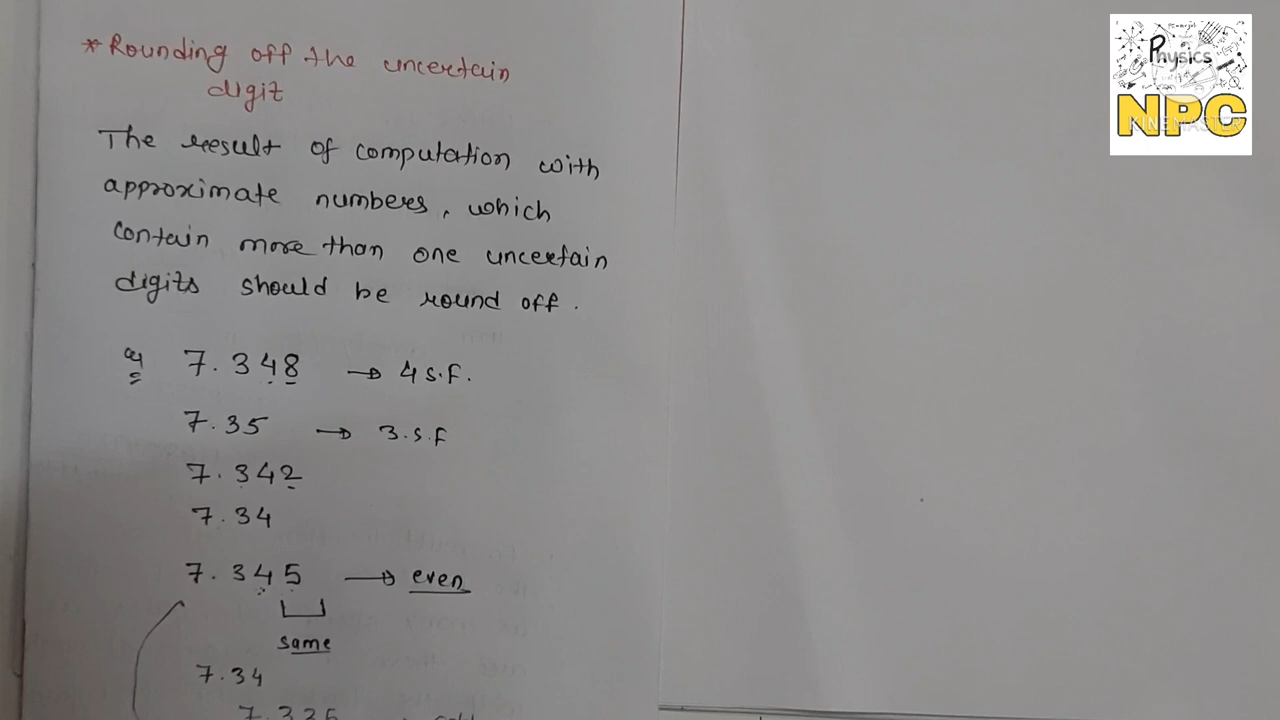 * Rounding off the uncertain
digit
The result of computation with
approximate numbers, which
contain more than one uncertain
digits should be round off.
eg 7.348 → 4 s.f.
7.35 → 3.s.f
7.342
7.34
7.345 → even
same
7.34
Physics
NPC
KINEMASTER